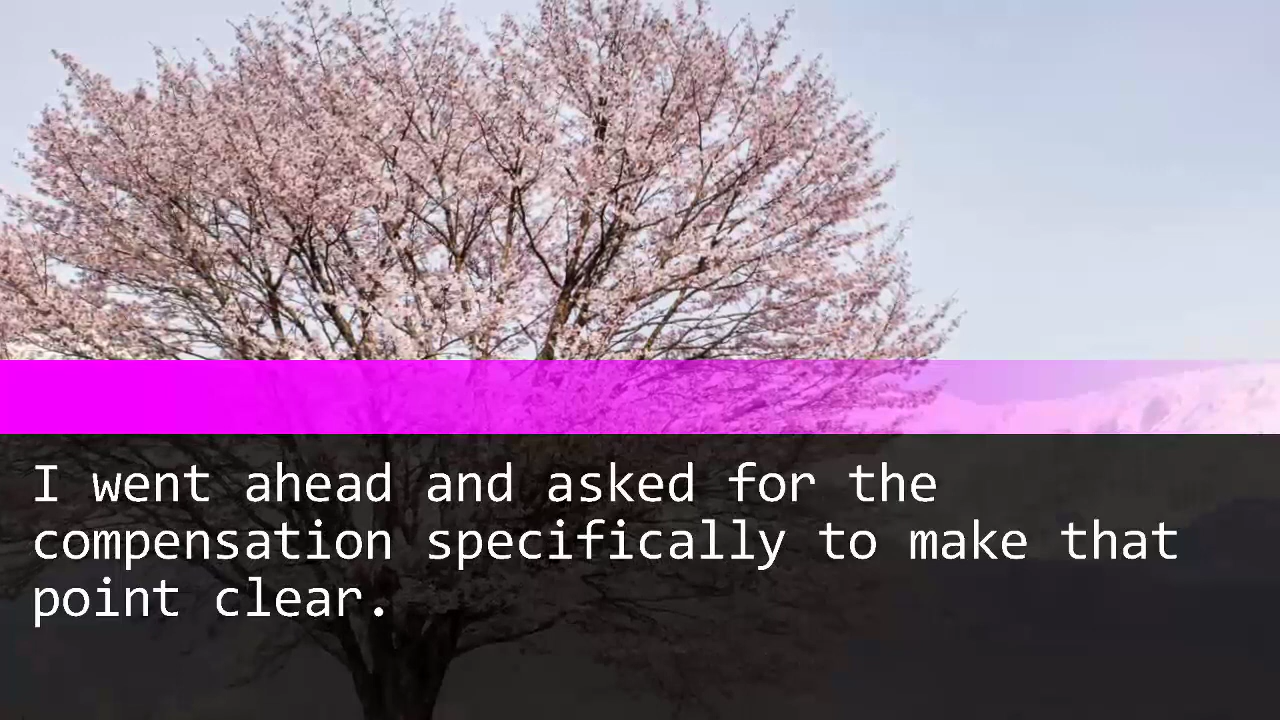 I went ahead and asked for the
compensation specifically to make that
point clear.